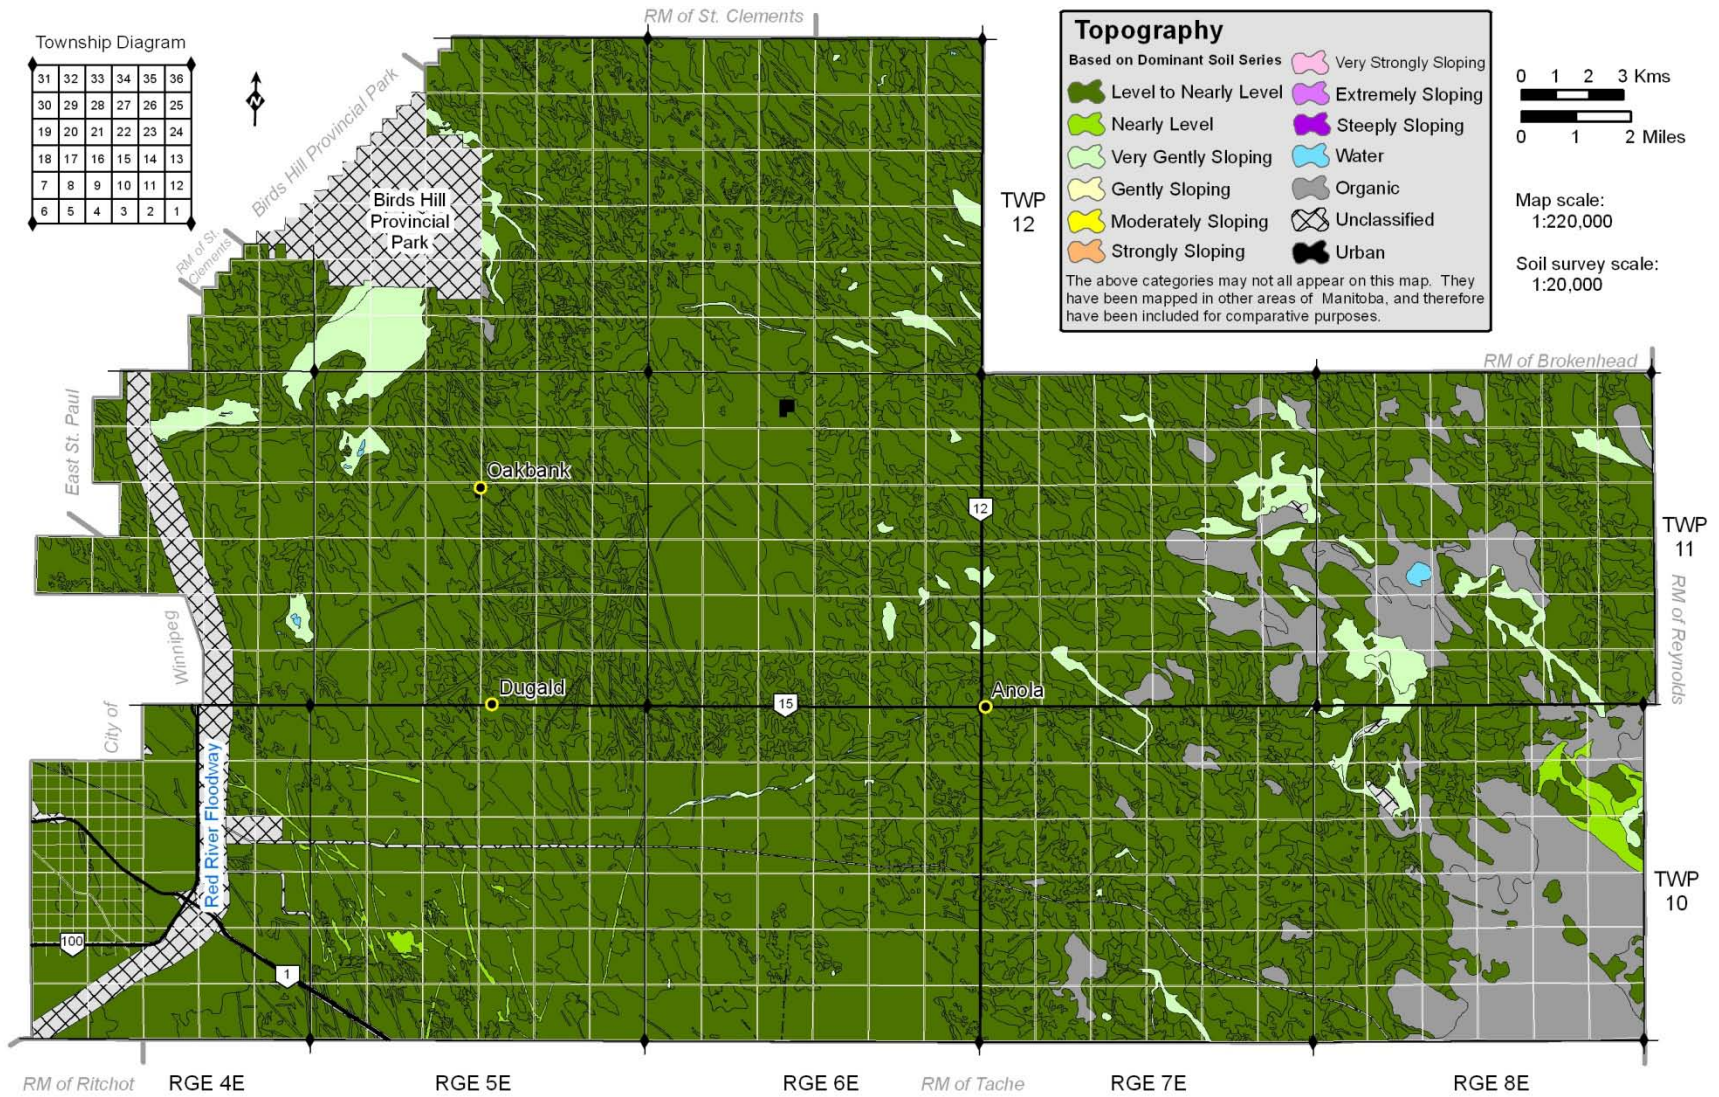 RM of St. Clements
Township Diagram
31 32 33 34 35 36
30 29 28 27 26 25
19 20 21 22 23 24
18 17 16 15 14 13
7 8 9 10 11 12
6 5 4 3 2 1
N
Topography
Based on Dominant Soil Series
Level to Nearly Level
Nearly Level
Very Gently Sloping
Gently Sloping
Moderately Sloping
Strongly Sloping
Very Strongly Sloping
Extremely Sloping
Steeply Sloping
Water
Organic
Unclassified
Urban
The above categories may not all appear on this map. They
have been mapped in other areas of Manitoba, and therefore
have been included for comparative purposes.
0 1 2 3 Kms
0 1 2 Miles
Map scale:
1:220,000
Soil survey scale:
1:20,000
Birds Hill Provincial Park
Birds Hill
Provincial
Park
RM of St.
Clements
TWP
12
RM of Brokenhead
East St. Paul
Oakbank
12
TWP
11
RM of Reynolds
Winnipeg
City of
Dugald
15
Anola
Red River Floodway
TWP
10
100
1
RM of Ritchot
RGE 4E
RGE 5E
RGE 6E
RM of Tache
RGE 7E
RGE 8E